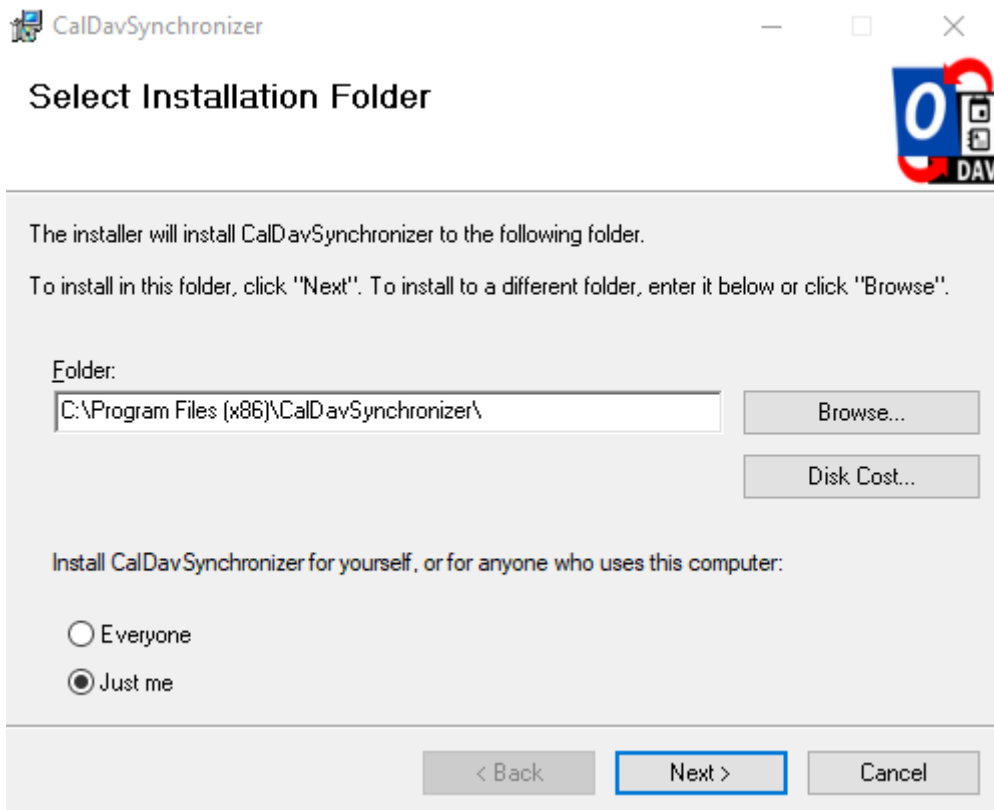 CalDavSynchronizer
Select Installation Folder
O
DAV
The installer will install CalDavSynchronizer to the following folder.
To install in this folder, click "Next". To install to a different folder, enter it below or click "Browse".
Folder:
C:\Program Files (x86)\CalDavSynchronizer\
Browse...
Disk Cost...
Install CalDavSynchronizer for yourself, or for anyone who uses this computer:
Everyone
Just me
< Back
Next >
Cancel